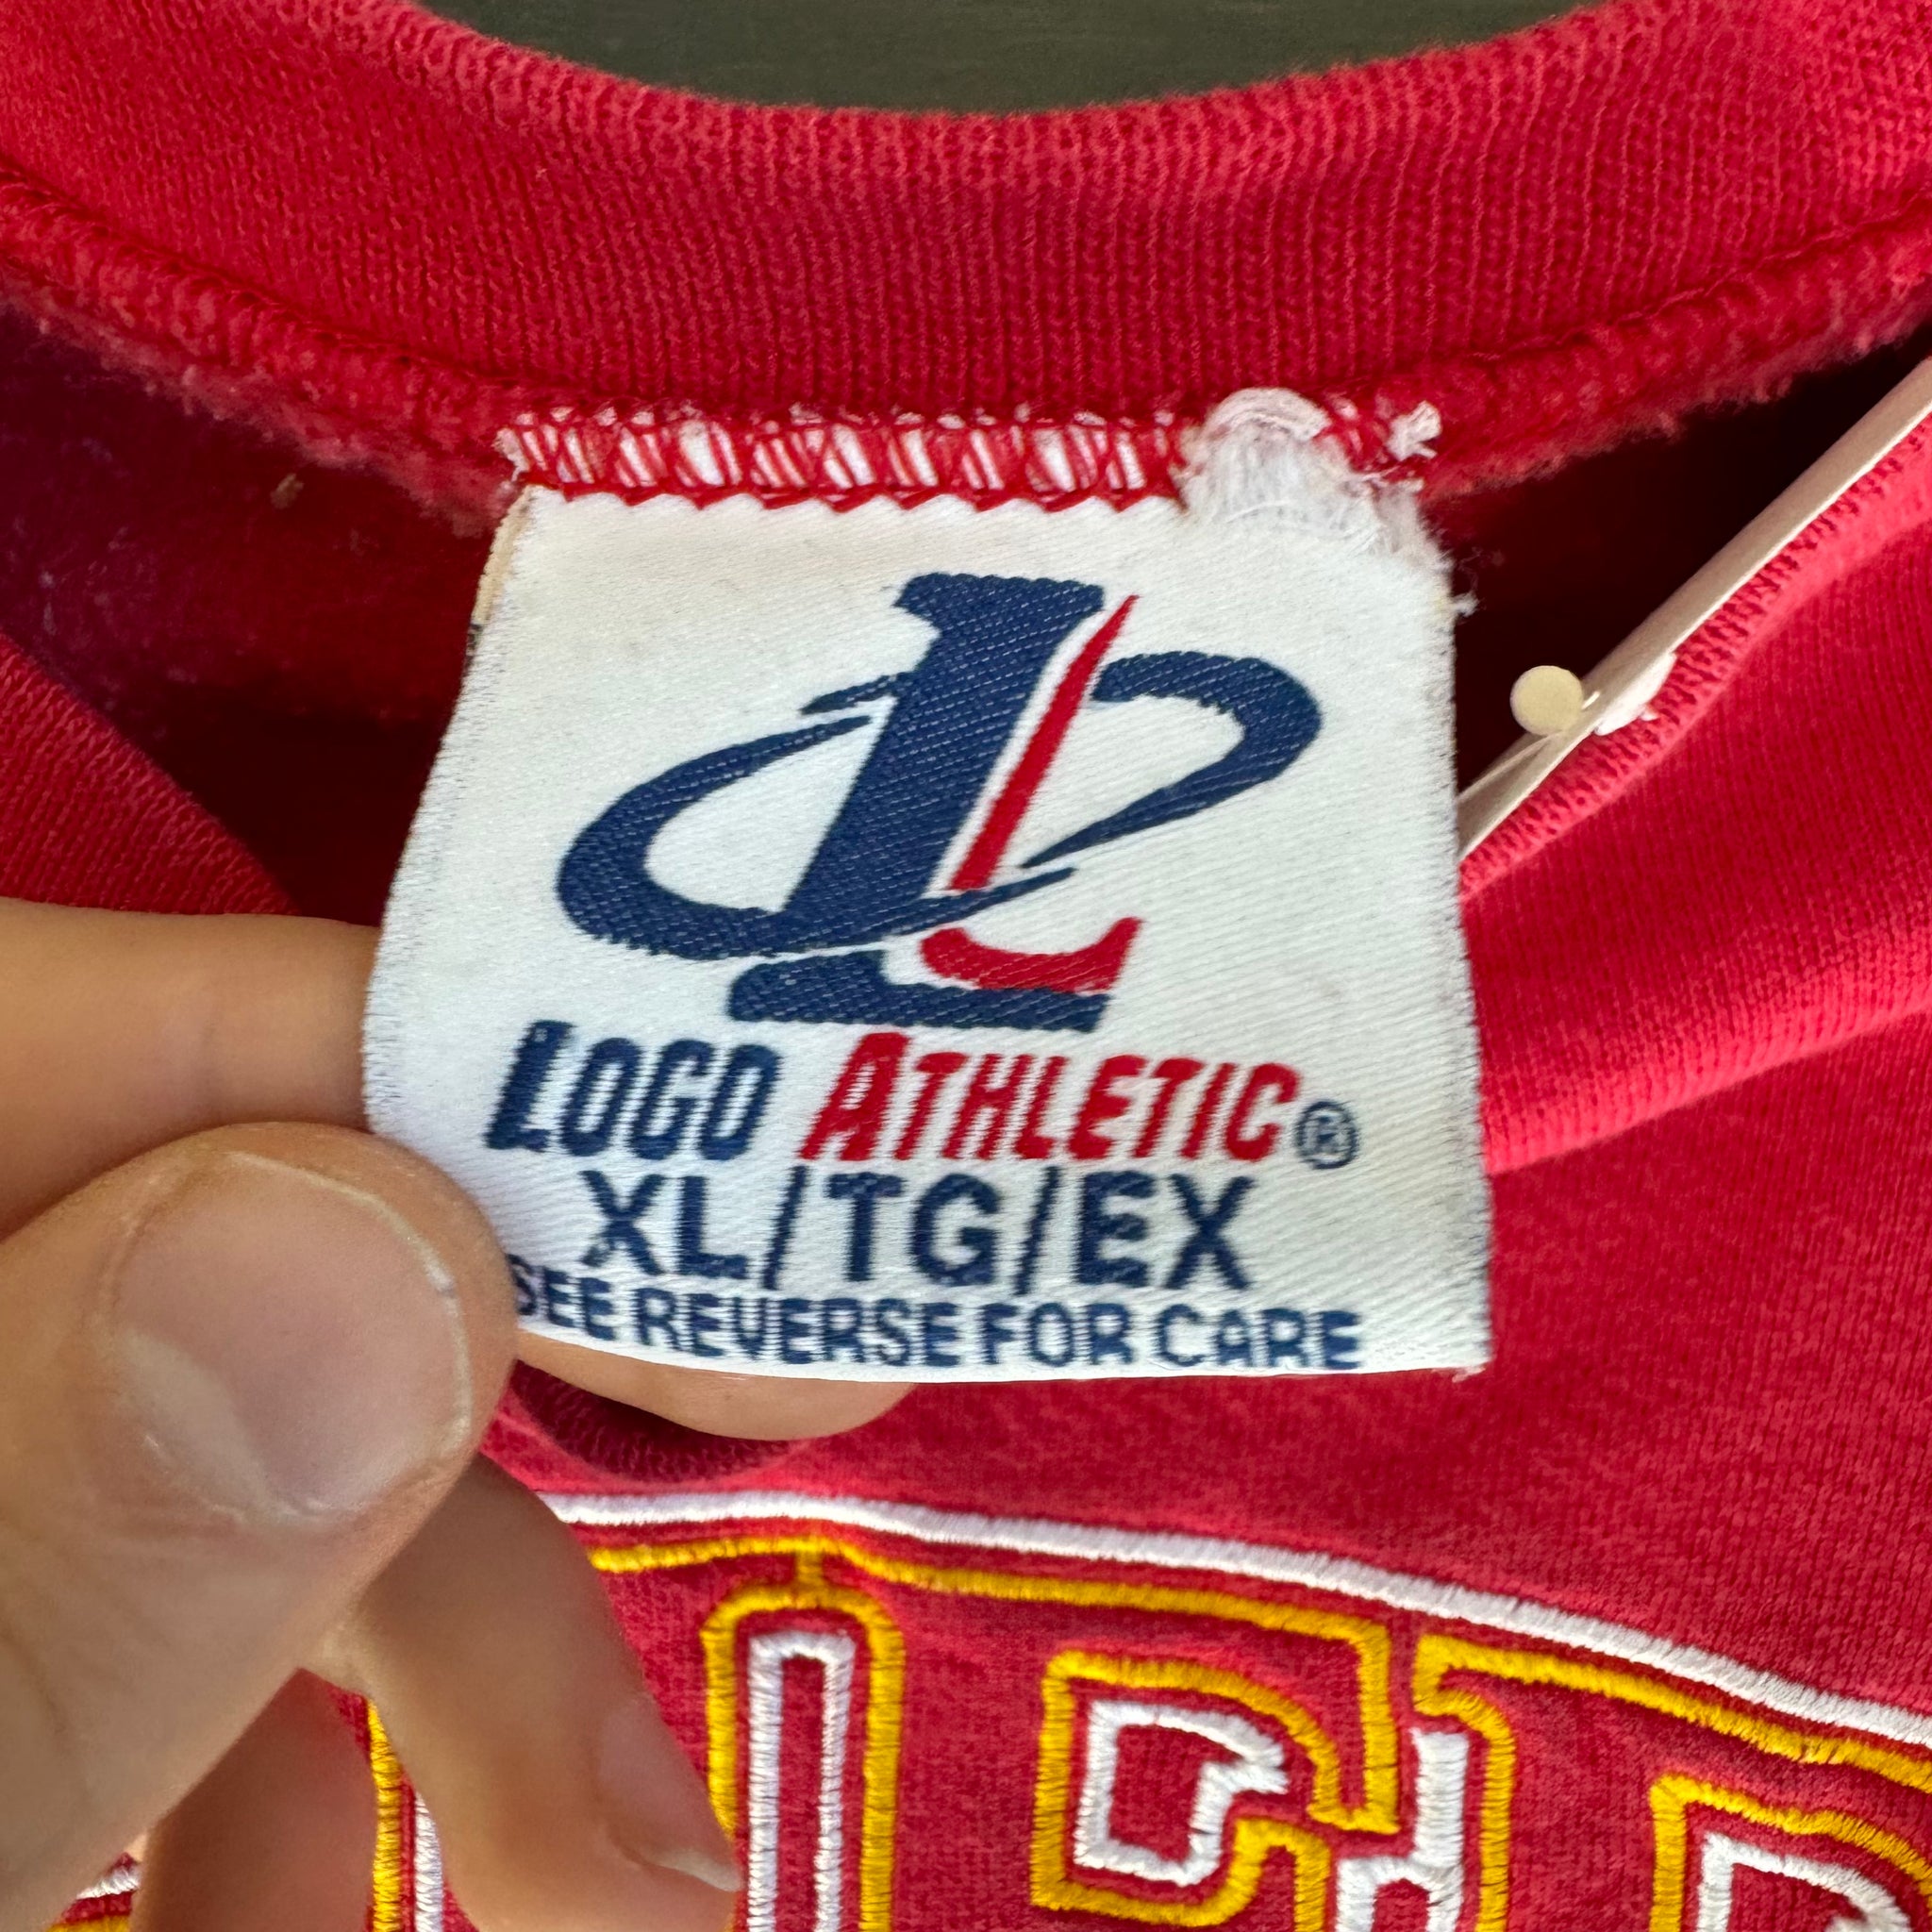 L
LOGO ATHLETIC®
XL/TG/EX
SEE REVERSE FOR CARE